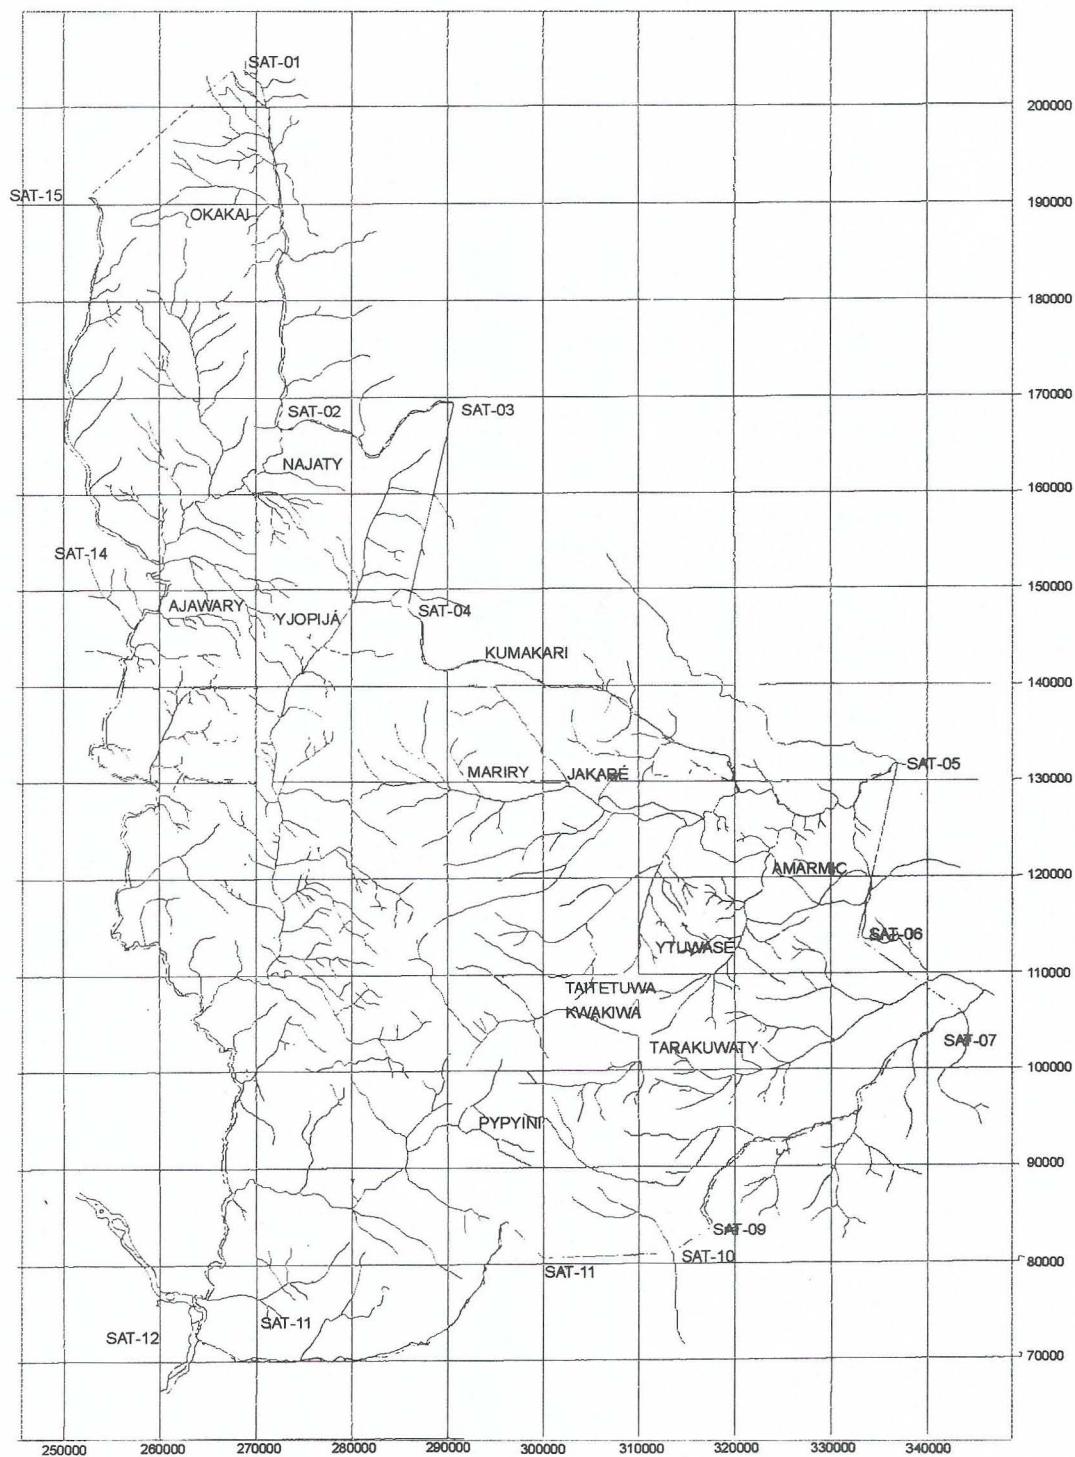 SAT-01
200000
SAT-15
190000
OKAKAI
180000
170000
SAT-02
SAT-03
NAJATY
160000
SAT-14
150000
AJAWARY
YJOPIJÁ
SAT-04
KUMAKARI
140000
MARIRY
JAKARÉ
SAT-05
130000
AMARMIC
120000
SAT-06
YTUWASÉ
110000
TAITETUWA
KWAKIWA
TARAKUWATY
SAT-07
100000
PYPYINI
90000
SAT-09
SAT-10
80000
SAT-11
SAT-11
SAT-12
70000
250000 260000 270000 280000 290000 300000 310000 320000 330000 340000